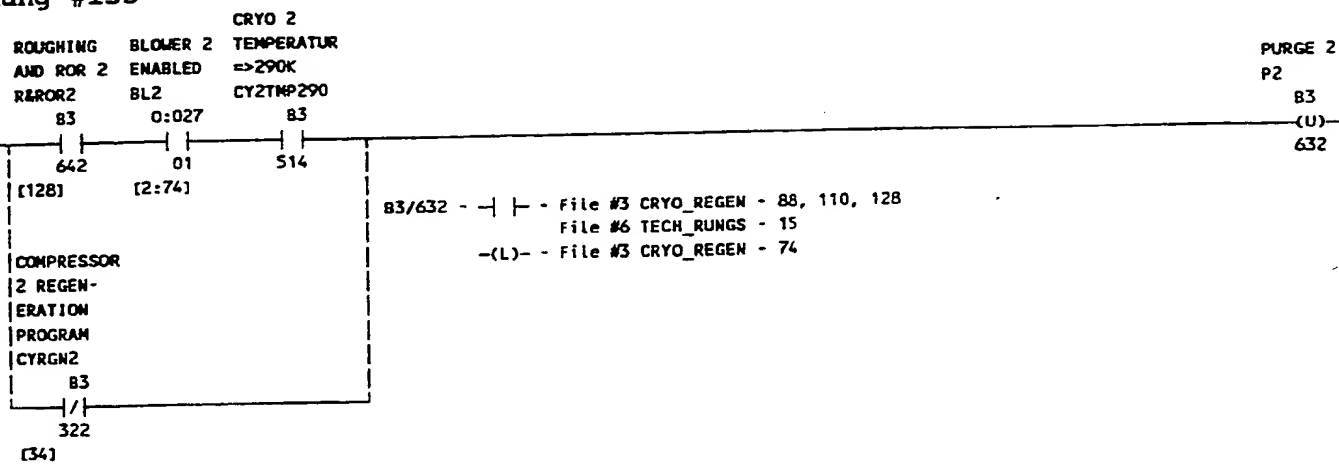 CRYO 2
ROUGHING BLOWER 2 TEMPERATUR
AND ROR 2 ENABLED =>290K
R&ROR2 BL2 CY2TMP290
B3 O:027 B3
642 01 514
[128] [2:74]
PURGE 2
P2
B3
(U)
632
B3/632 - -| |- - File #3 CRYO_REGEN - 88, 110, 128
File #6 TECH_RUNGS - 15
-(L)- - File #3 CRYO_REGEN - 74
COMPRESSOR
2 REGEN-
ERATION
PROGRAM
CYRGN2
B3
/
322
[34]